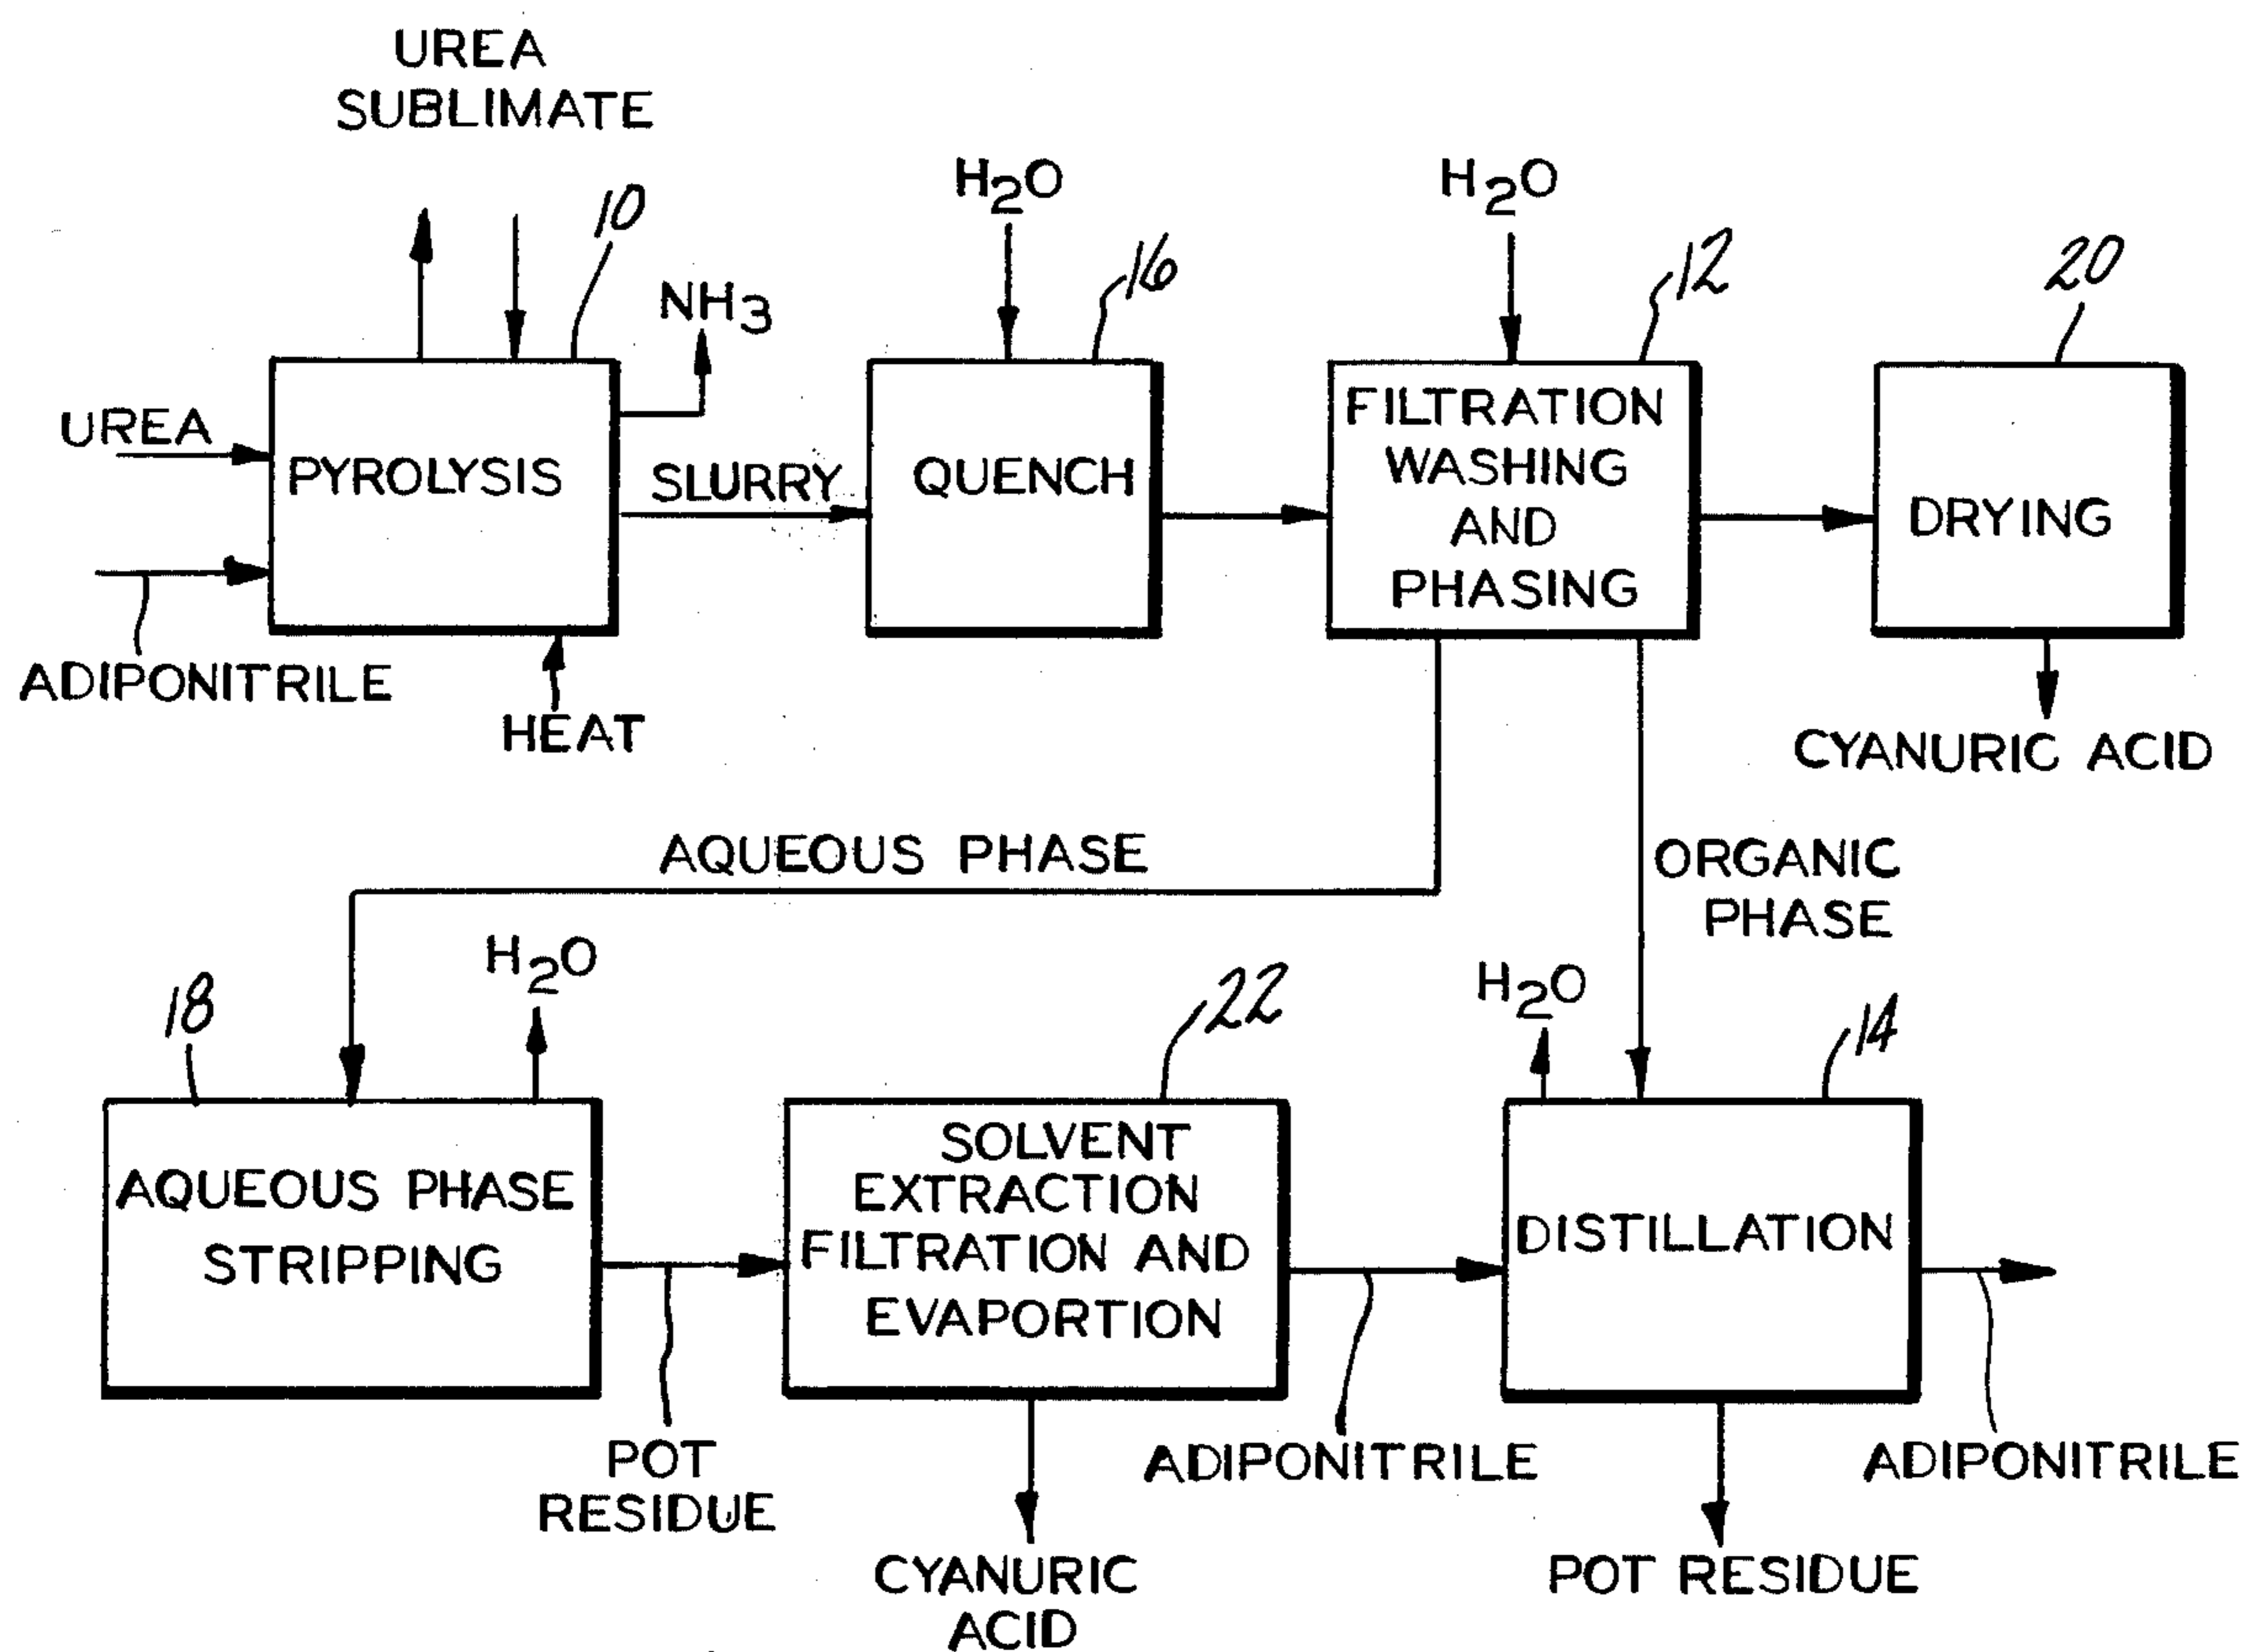 UREA
SUBLIMATE
10
NH3
UREA
PYROLYSIS
SLURRY
ADIPONITRILE
HEAT
H2O
16
QUENCH
H2O
12
FILTRATION
WASHING
AND
PHASING
20
DRYING
CYANURIC ACID
AQUEOUS PHASE
ORGANIC
PHASE
18
H2O
AQUEOUS PHASE
STRIPPING
POT
RESIDUE
22
SOLVENT
EXTRACTION
FILTRATION AND
EVAPORTION
CYANURIC
ACID
ADIPONITRILE
H2O
14
DISTILLATION
POT RESIDUE
ADIPONITRILE